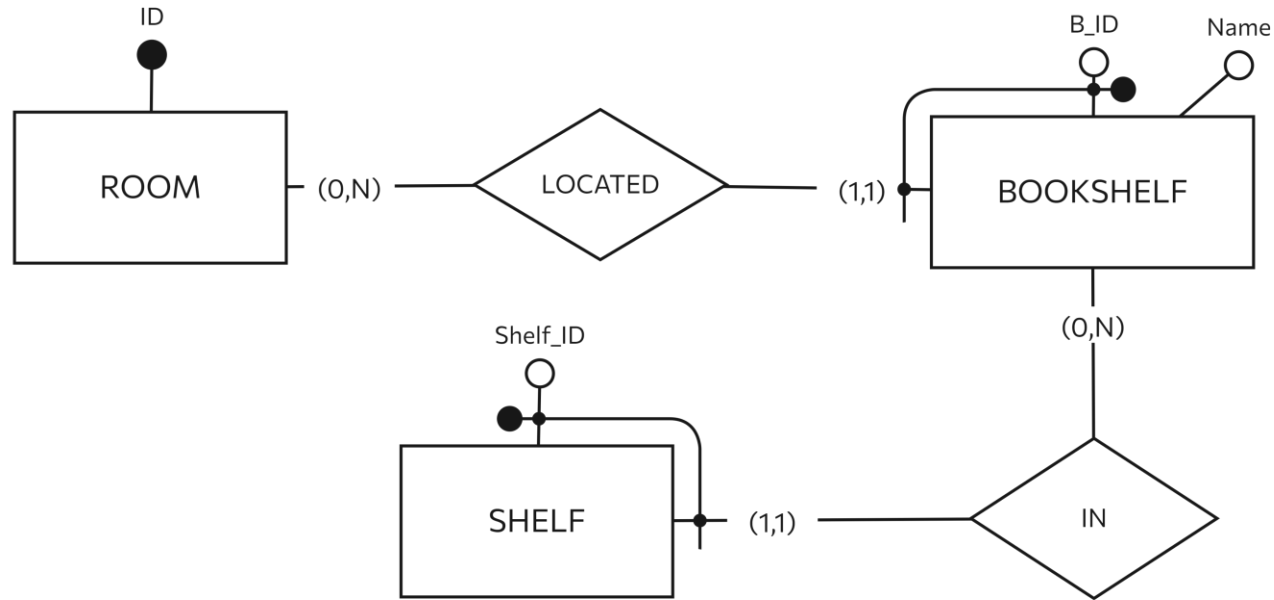 ID
B_ID
Name
ROOM
(0,N)
LOCATED
(1,1)
BOOKSHELF
(0,N)
Shelf_ID
SHELF
(1,1)
IN